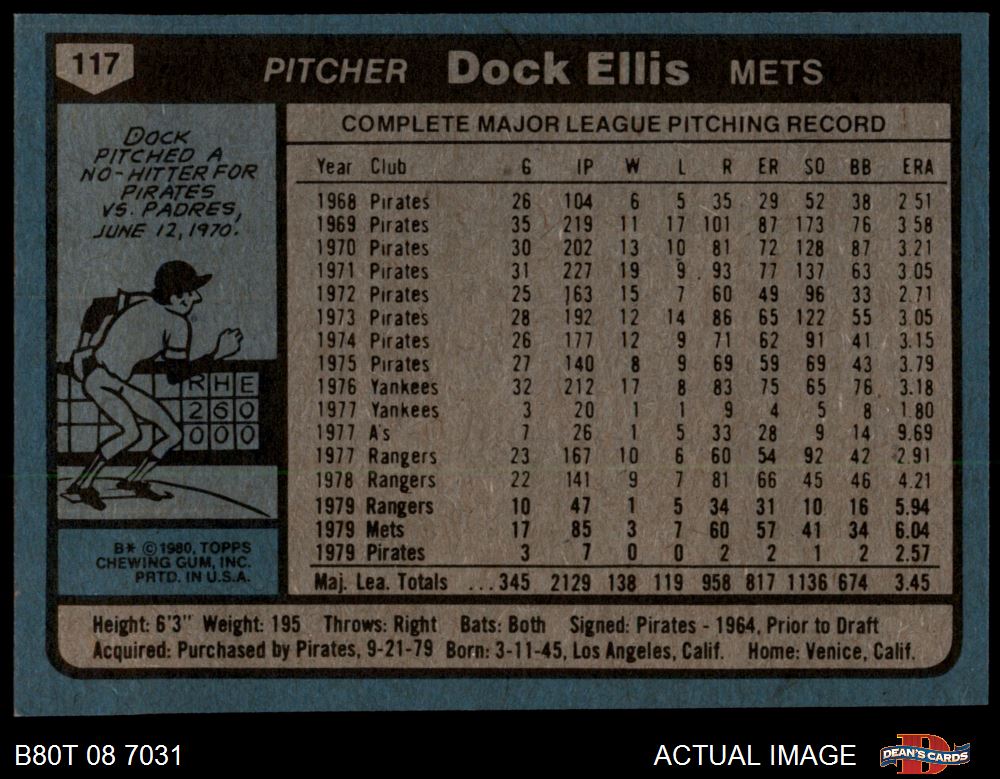 117 PITCHER Dock Ellis METS
DOCK
PITCHED A
NO-HITTER FOR
PIRATES
VS. PADRES,
JUNE 12, 1970.
R H E
2 6 0
0 0 0
B* © 1980, TOPPS
CHEWING GUM, INC.
PRTD. IN U.S.A.
COMPLETE MAJOR LEAGUE PITCHING RECORD
Year Club G IP W L R ER SO BB ERA
1968 Pirates 26 104 6 5 35 29 52 38 2.51
1969 Pirates 35 219 11 17 101 87 173 76 3.58
1970 Pirates 30 202 13 10 81 72 128 87 3.21
1971 Pirates 31 227 19 9 93 77 137 63 3.05
1972 Pirates 25 163 15 7 60 49 96 33 2.71
1973 Pirates 28 192 12 14 86 65 122 55 3.05
1974 Pirates 26 177 12 9 71 62 91 41 3.15
1975 Pirates 27 140 8 9 69 59 69 43 3.79
1976 Yankees 32 212 17 8 83 75 65 76 3.18
1977 Yankees 3 20 1 1 9 4 5 8 1.80
1977 A's 7 26 1 5 33 28 9 14 9.69
1977 Rangers 23 167 10 6 60 54 92 42 2.91
1978 Rangers 22 141 9 7 81 66 45 46 4.21
1979 Rangers 10 47 1 5 34 31 10 16 5.94
1979 Mets 17 85 3 7 60 57 41 34 6.04
1979 Pirates 3 7 0 0 2 2 1 2 2.57
Maj. Lea. Totals ...345 2129 138 119 958 817 1136 674 3.45
Height: 6'3" Weight: 195 Throws: Right Bats: Both Signed: Pirates - 1964, Prior to Draft
Acquired: Purchased by Pirates, 9-21-79 Born: 3-11-45, Los Angeles, Calif. Home: Venice, Calif.
B80T 08 7031 ACTUAL IMAGE D DEAN'S CARDS